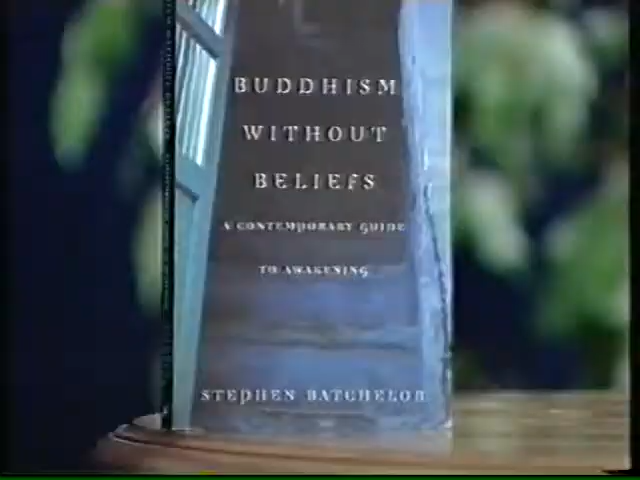 BUDDHISM
WITHOUT
BELIEFS
A CONTEMPORARY GUIDE
TO AWAKENING
STEPHEN BATCHELOR